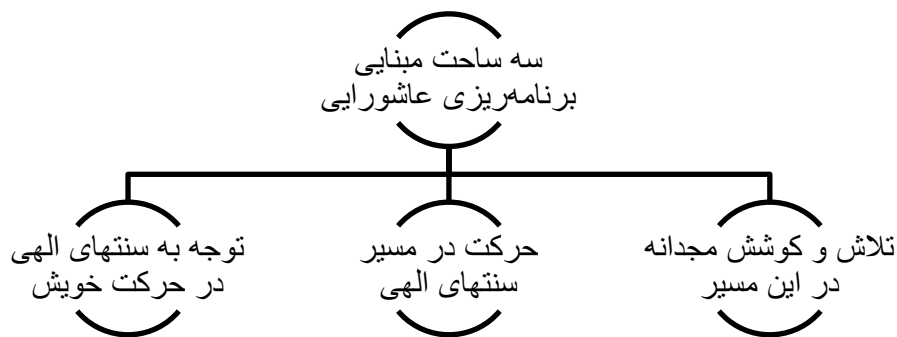 سه ساحت مبنایی
برنامه‌ریزی عاشورایی
تلاش و کوشش مجدانه
در این مسیر
حرکت در مسیر
سنتهای الهی
توجه به سنتهای الهی
در حرکت خویش